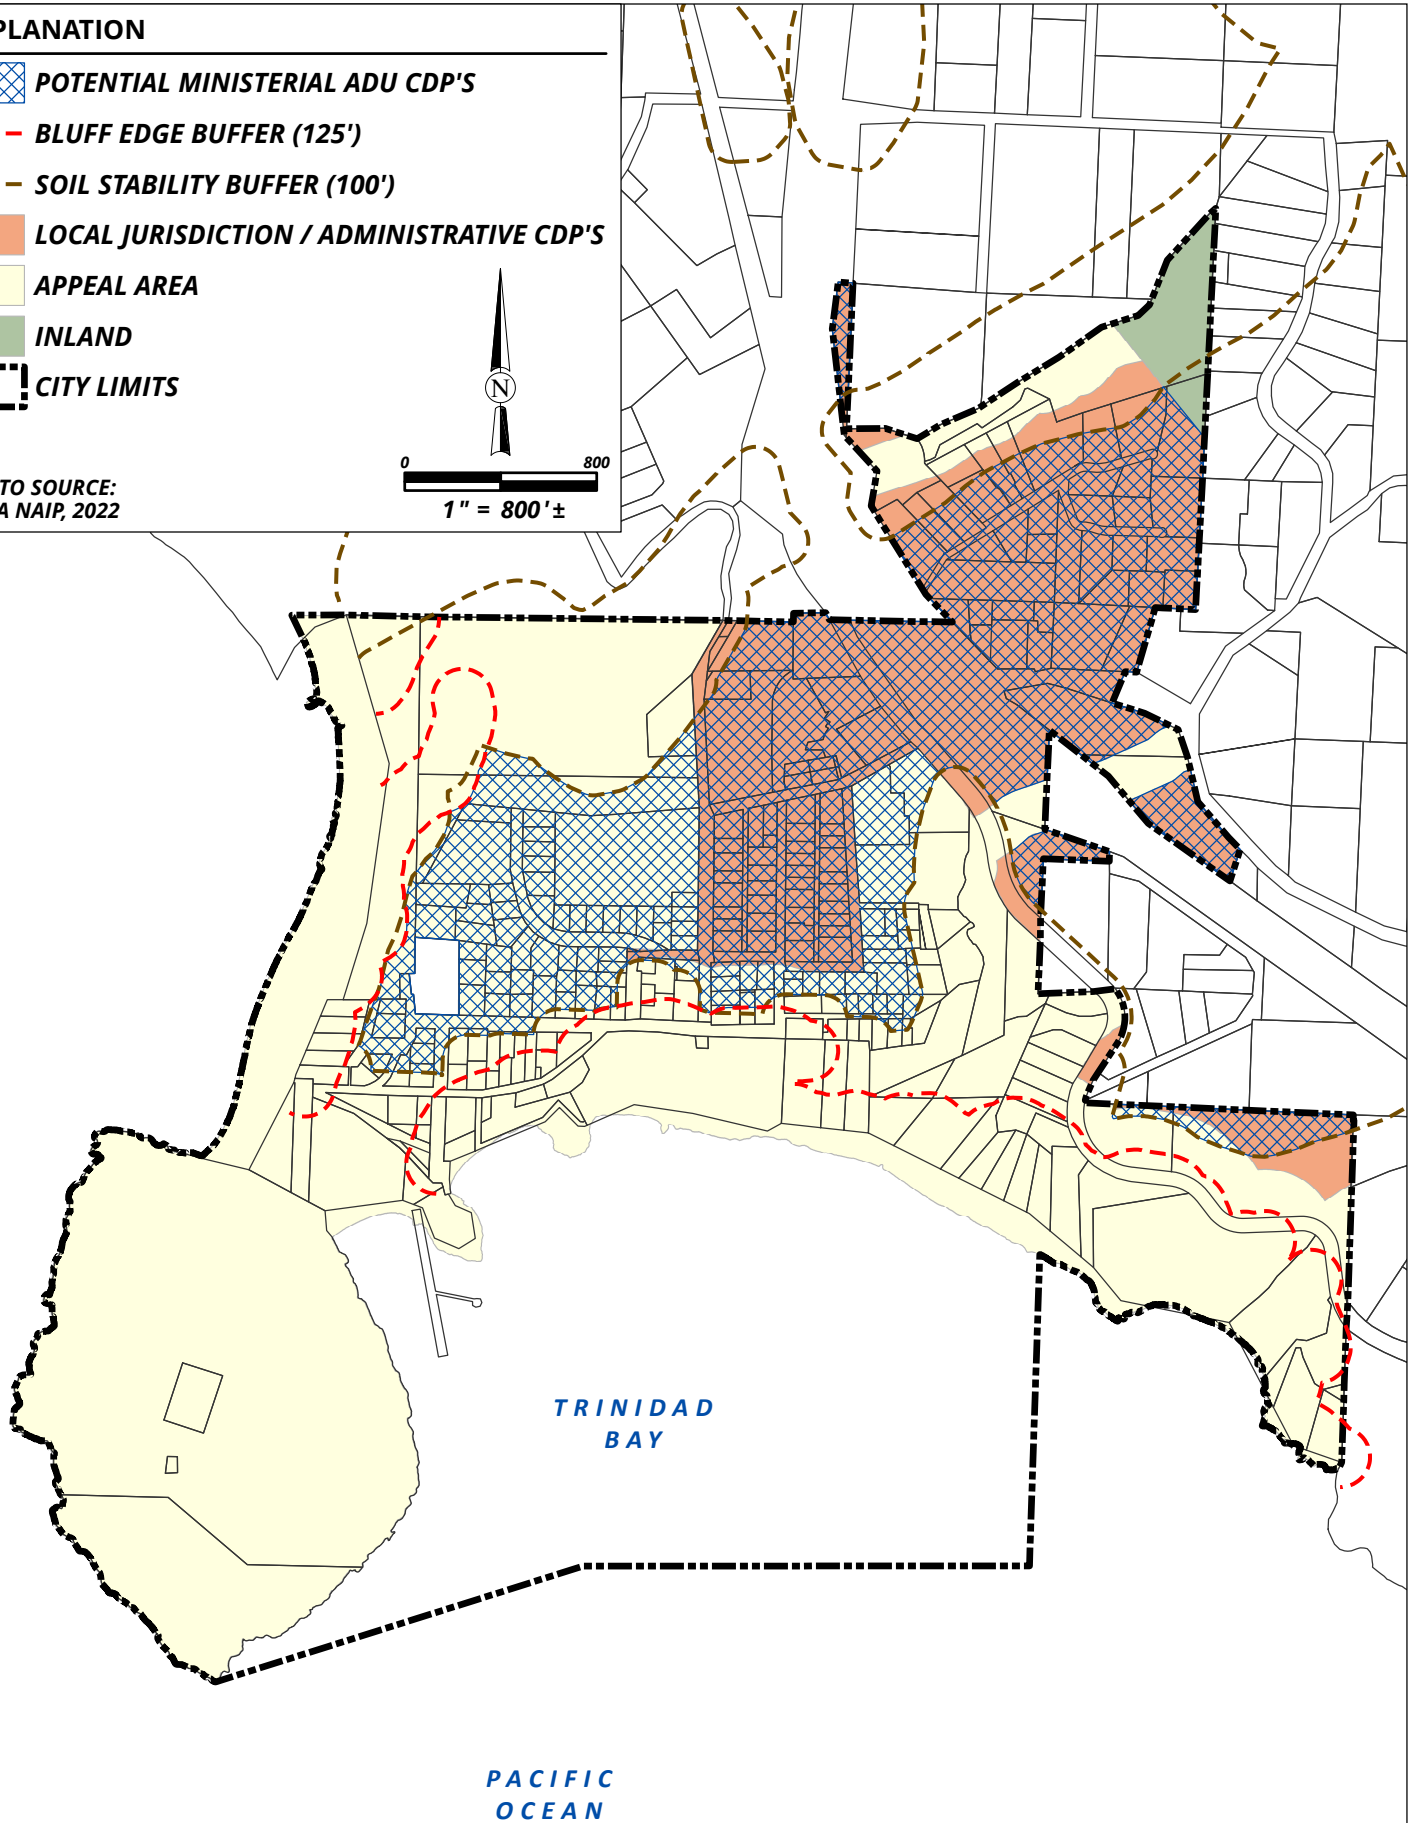 PLANATION
POTENTIAL MINISTERIAL ADU CDP'S
BLUFF EDGE BUFFER (125')
SOIL STABILITY BUFFER (100')
LOCAL JURISDICTION / ADMINISTRATIVE CDP'S
APPEAL AREA
INLAND
CITY LIMITS
N
0 800
1" = 800'±
TO SOURCE:
A NAIP, 2022
TRINIDAD
BAY
PACIFIC
OCEAN